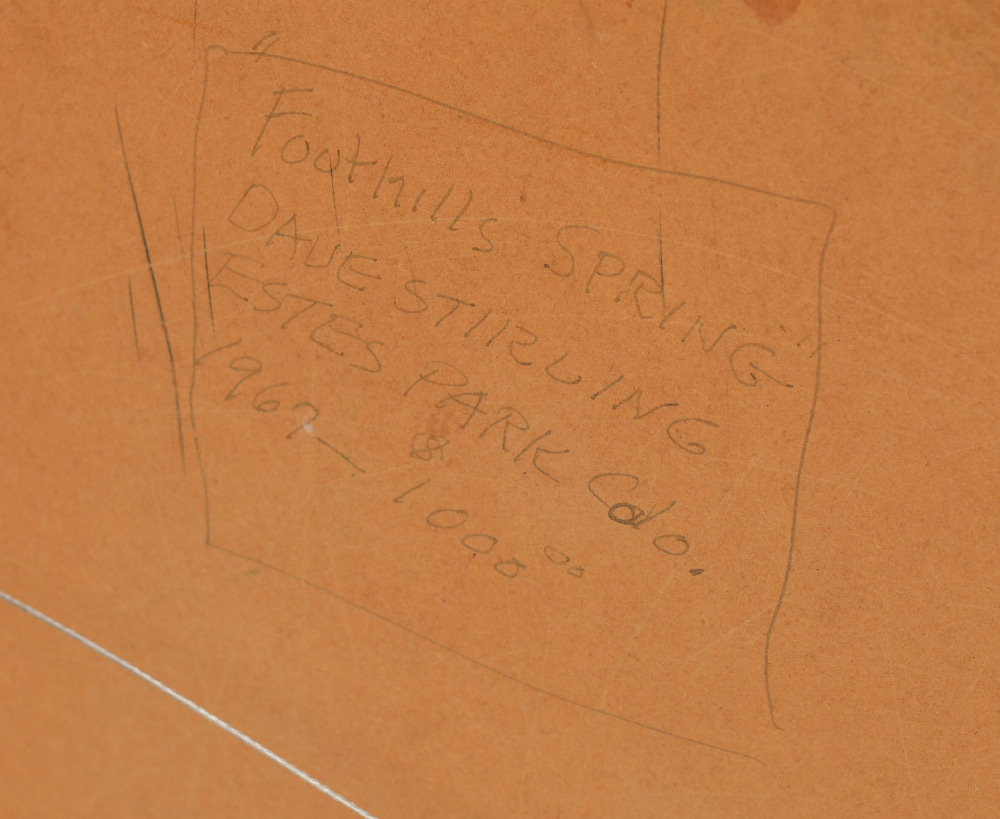 "Foothills SPRING"
DAVE STIRLING
ESTES PARK Colo.
1967 — $1000.00